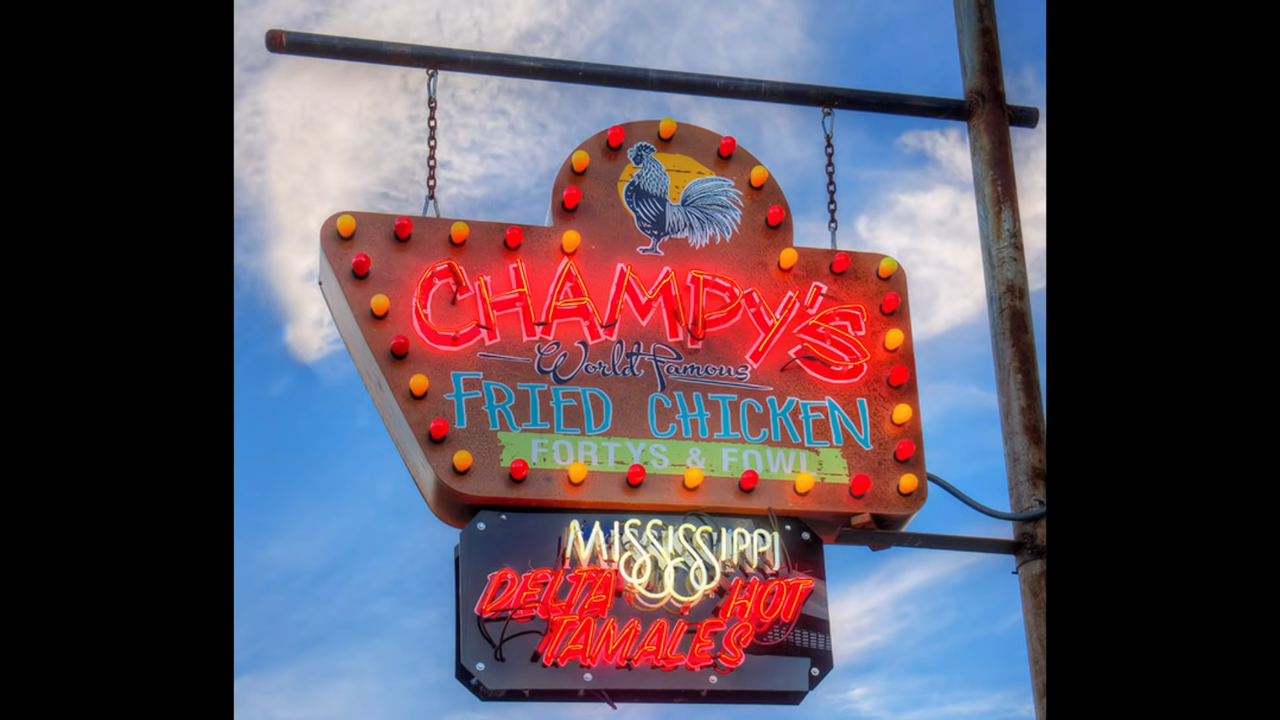 CHAMPY'S
World Famous
FRIED CHICKEN
FORTYS & FOWL
MISSISSIPPI
DELTA HOT
TAMALES